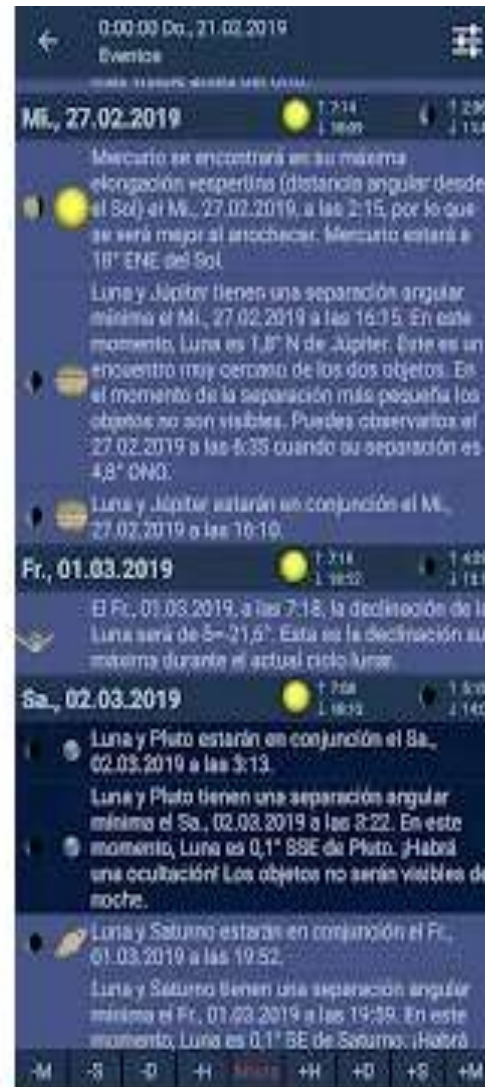 0:00:00 Do., 21.02.2019
Eventos
Mi., 27.02.2019
Mercurio se encontrará en su máxima
elongación vespertina (distancia angular desde
el Sol) el Mi., 27.02.2019, a las 2:15, por lo que
se verá mejor al anochecer. Mercurio estará a
18° ENE del Sol.
Luna y Júpiter tienen una separación angular
mínima el Mi., 27.02.2019 a las 16:15. En este
momento, Luna es 1,8° N de Júpiter. Este es un
encuentro muy cercano de los dos objetos. En
el momento de la separación más pequeña los
objetos no son visibles. Puedes observarlos el
27.02.2019 a las 6:35 cuando su separación es
4,8° ONO.
Luna y Júpiter estarán en conjunción el Mi.,
27.02.2019 a las 16:10.
Fr., 01.03.2019
El Fr., 01.03.2019, a las 7:18, la declinación de la
Luna será de δ=-21,6°. Esta es la declinación sur
máxima durante el actual ciclo lunar.
Sa., 02.03.2019
Luna y Pluto estarán en conjunción el Sa.,
02.03.2019 a las 3:13.
Luna y Pluto tienen una separación angular
mínima el Sa., 02.03.2019 a las 3:22. En este
momento, Luna es 0,1° SSE de Pluto. ¡Habrá
una ocultación! Los objetos no serán visibles de
noche.
Luna y Saturno estarán en conjunción el Fr.,
01.03.2019 a las 19:52.
Luna y Saturno tienen una separación angular
mínima el Fr., 01.03.2019 a las 19:59. En este
momento, Luna es 0,1° SE de Saturno. ¡Habrá
-M -S -D -H +H +D +S +M